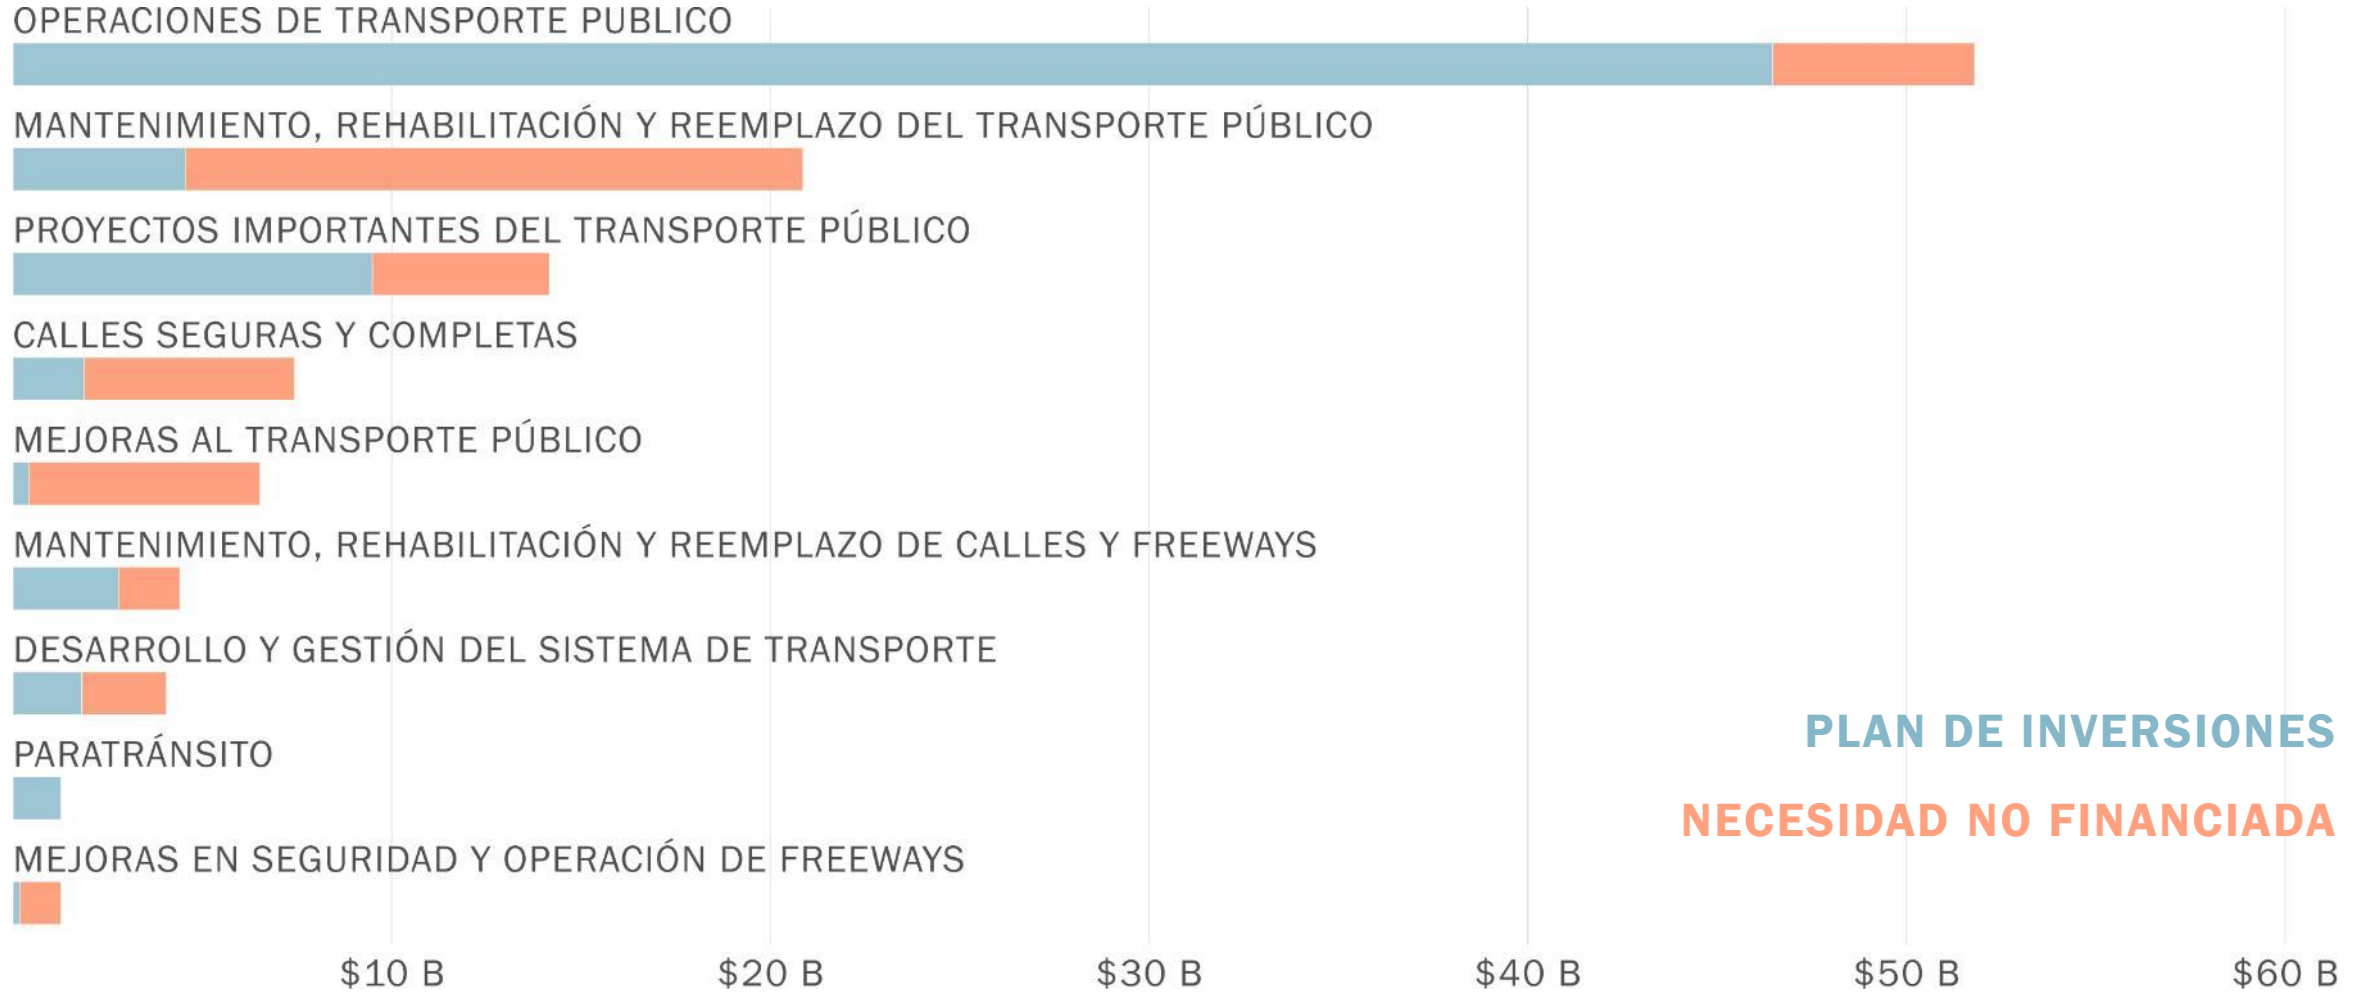 OPERACIONES DE TRANSPORTE PUBLICO
MANTENIMIENTO, REHABILITACIÓN Y REEMPLAZO DEL TRANSPORTE PÚBLICO
PROYECTOS IMPORTANTES DEL TRANSPORTE PÚBLICO
CALLES SEGURAS Y COMPLETAS
MEJORAS AL TRANSPORTE PÚBLICO
MANTENIMIENTO, REHABILITACIÓN Y REEMPLAZO DE CALLES Y FREEWAYS
DESARROLLO Y GESTIÓN DEL SISTEMA DE TRANSPORTE
PLAN DE INVERSIONES
PARATRÁNSITO
NECESIDAD NO FINANCIADA
MEJORAS EN SEGURIDAD Y OPERACIÓN DE FREEWAYS
$10 B $20 B $30 B $40 B $50 B $60 B